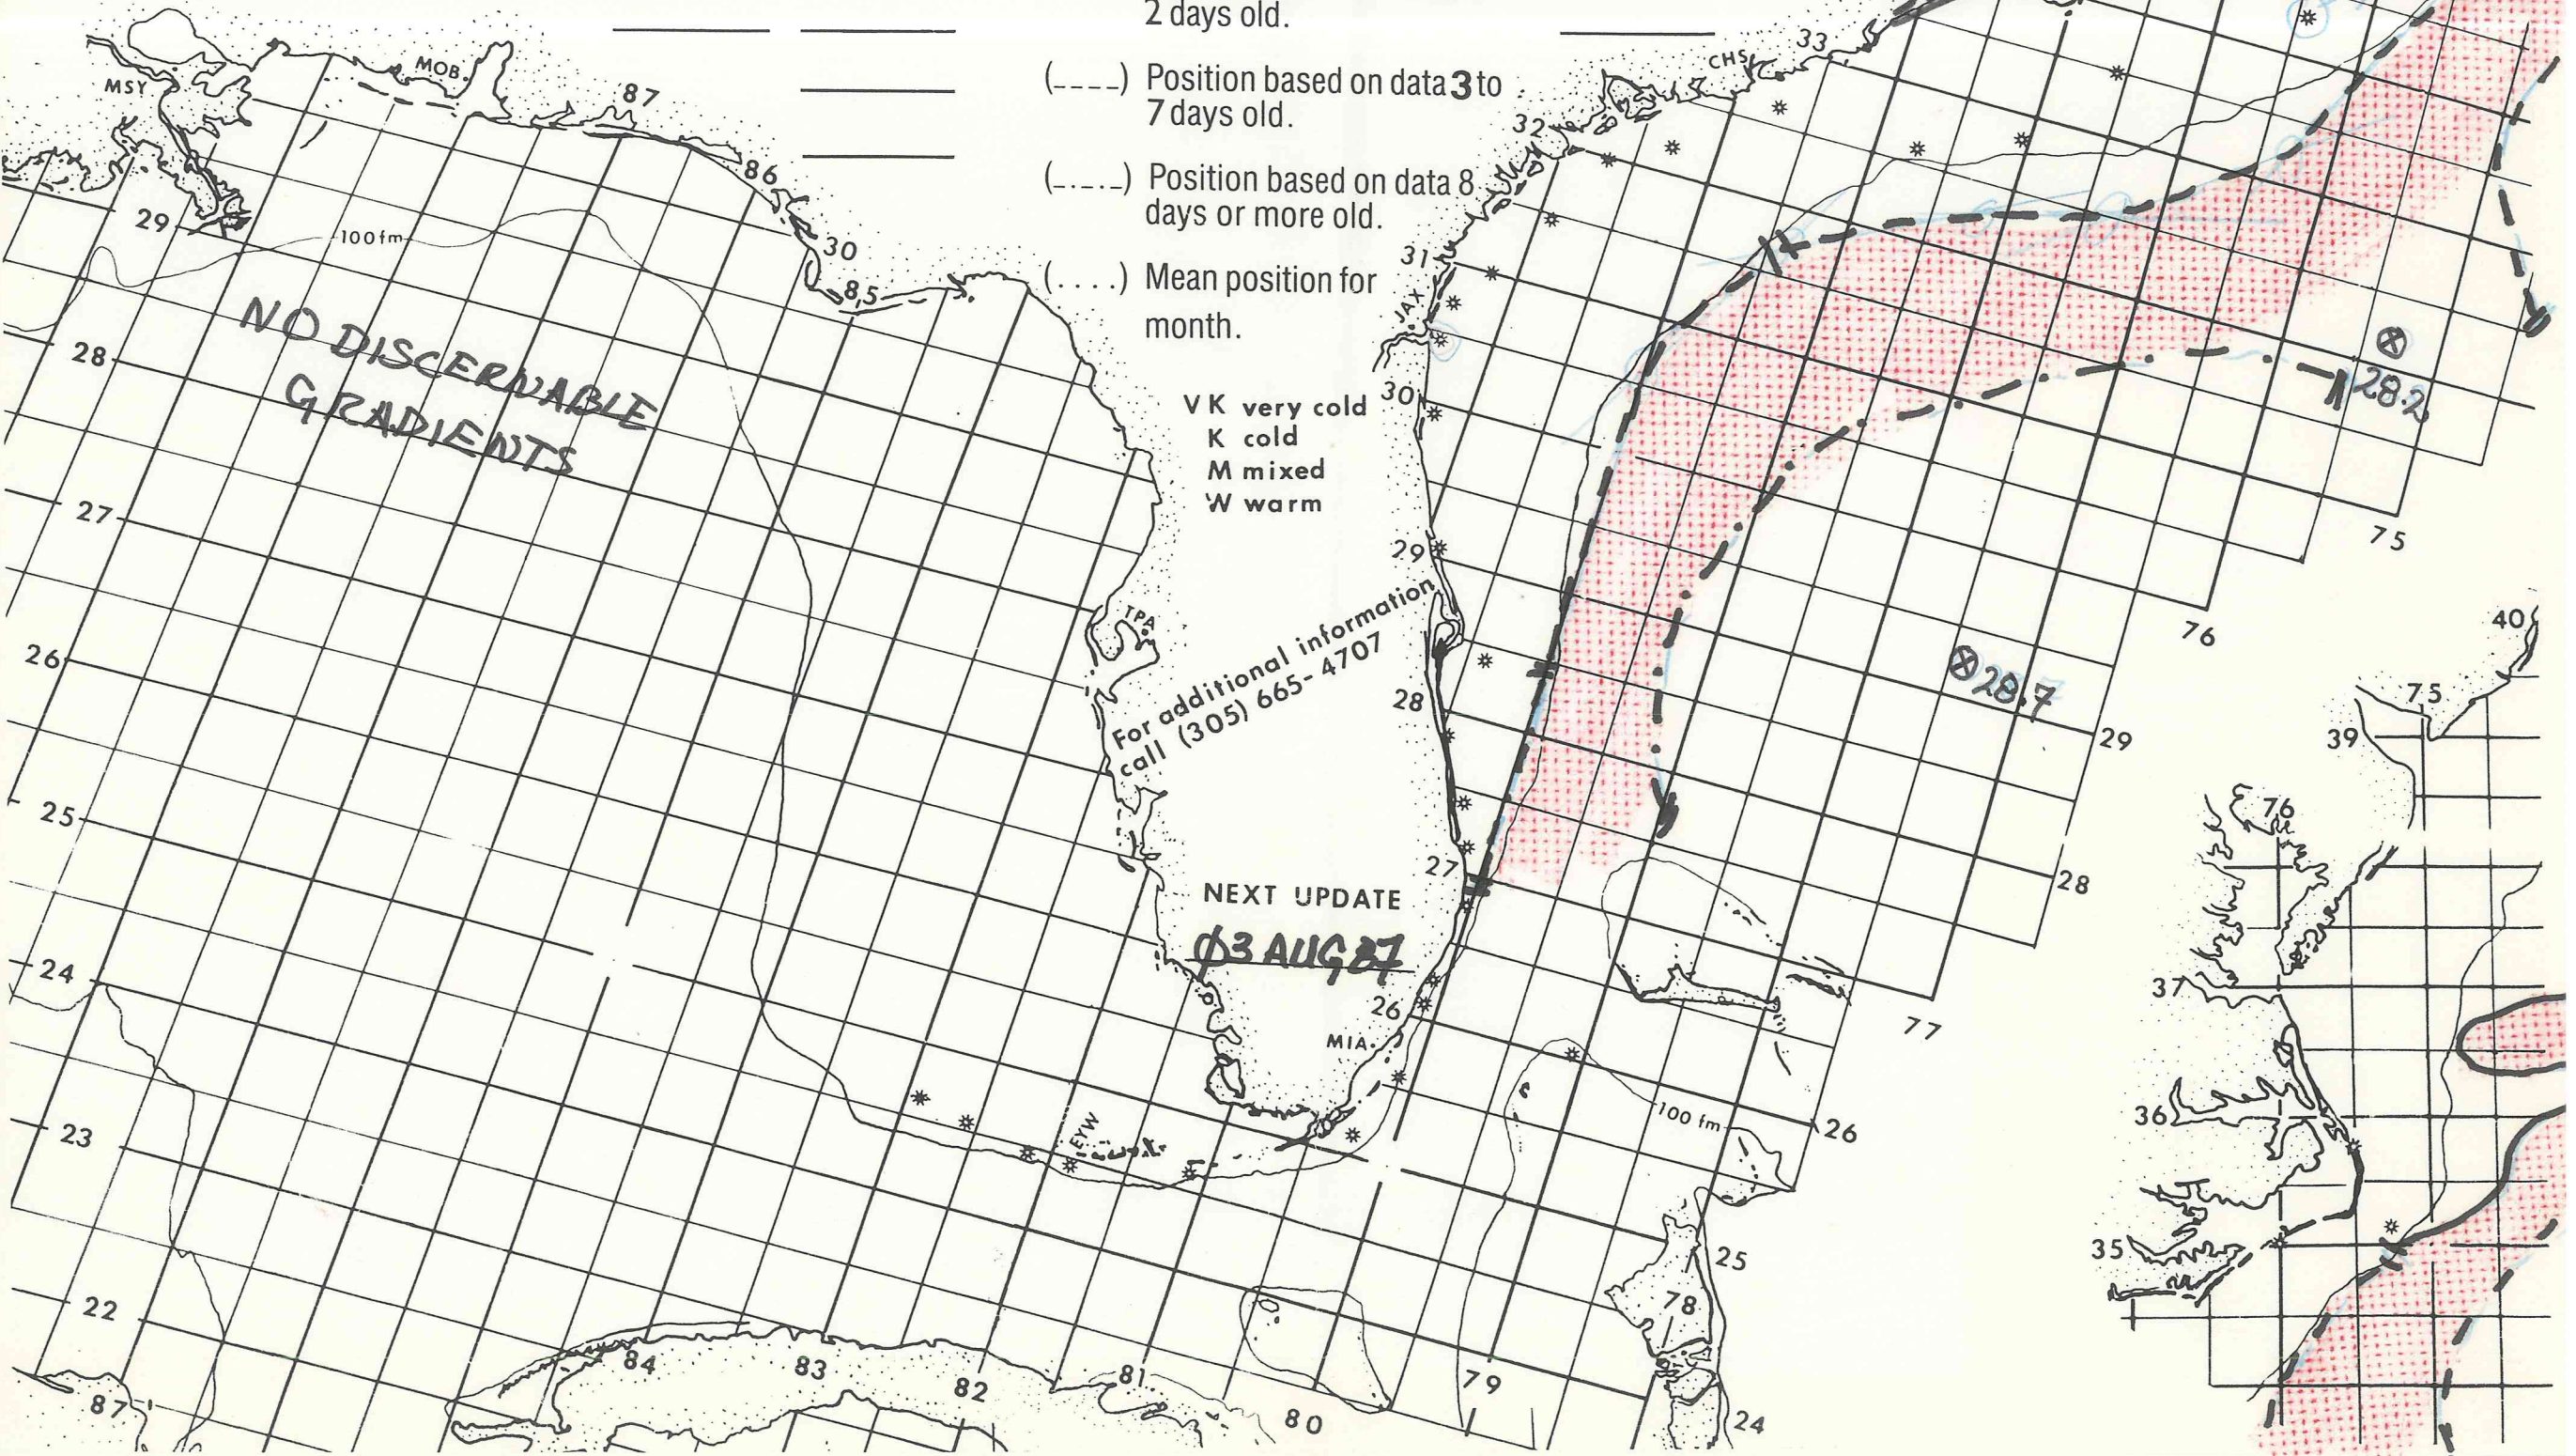 2 days old.
(----) Position based on data 3 to
7 days old.
(_._._) Position based on data 8
days or more old.
(....) Mean position for
month.
VK very cold
K cold
M mixed
W warm
For additional information
call (305) 665-4707
NEXT UPDATE
Ø3 AUG 87
NO DISCERNABLE
GRADIENTS
MSY
MOB.
87
86
30
85
29
100 fm
28
27
26
25
24
23
22
87
84
83
82
81
80
79
78
24
25
26
100 fm
77
28
29
76
75
33
CHS
32
31
JAX
30
29
28
27
26
MIA.
TPA
EYW
28.2
28.7
40
75
39
76
37
36
35